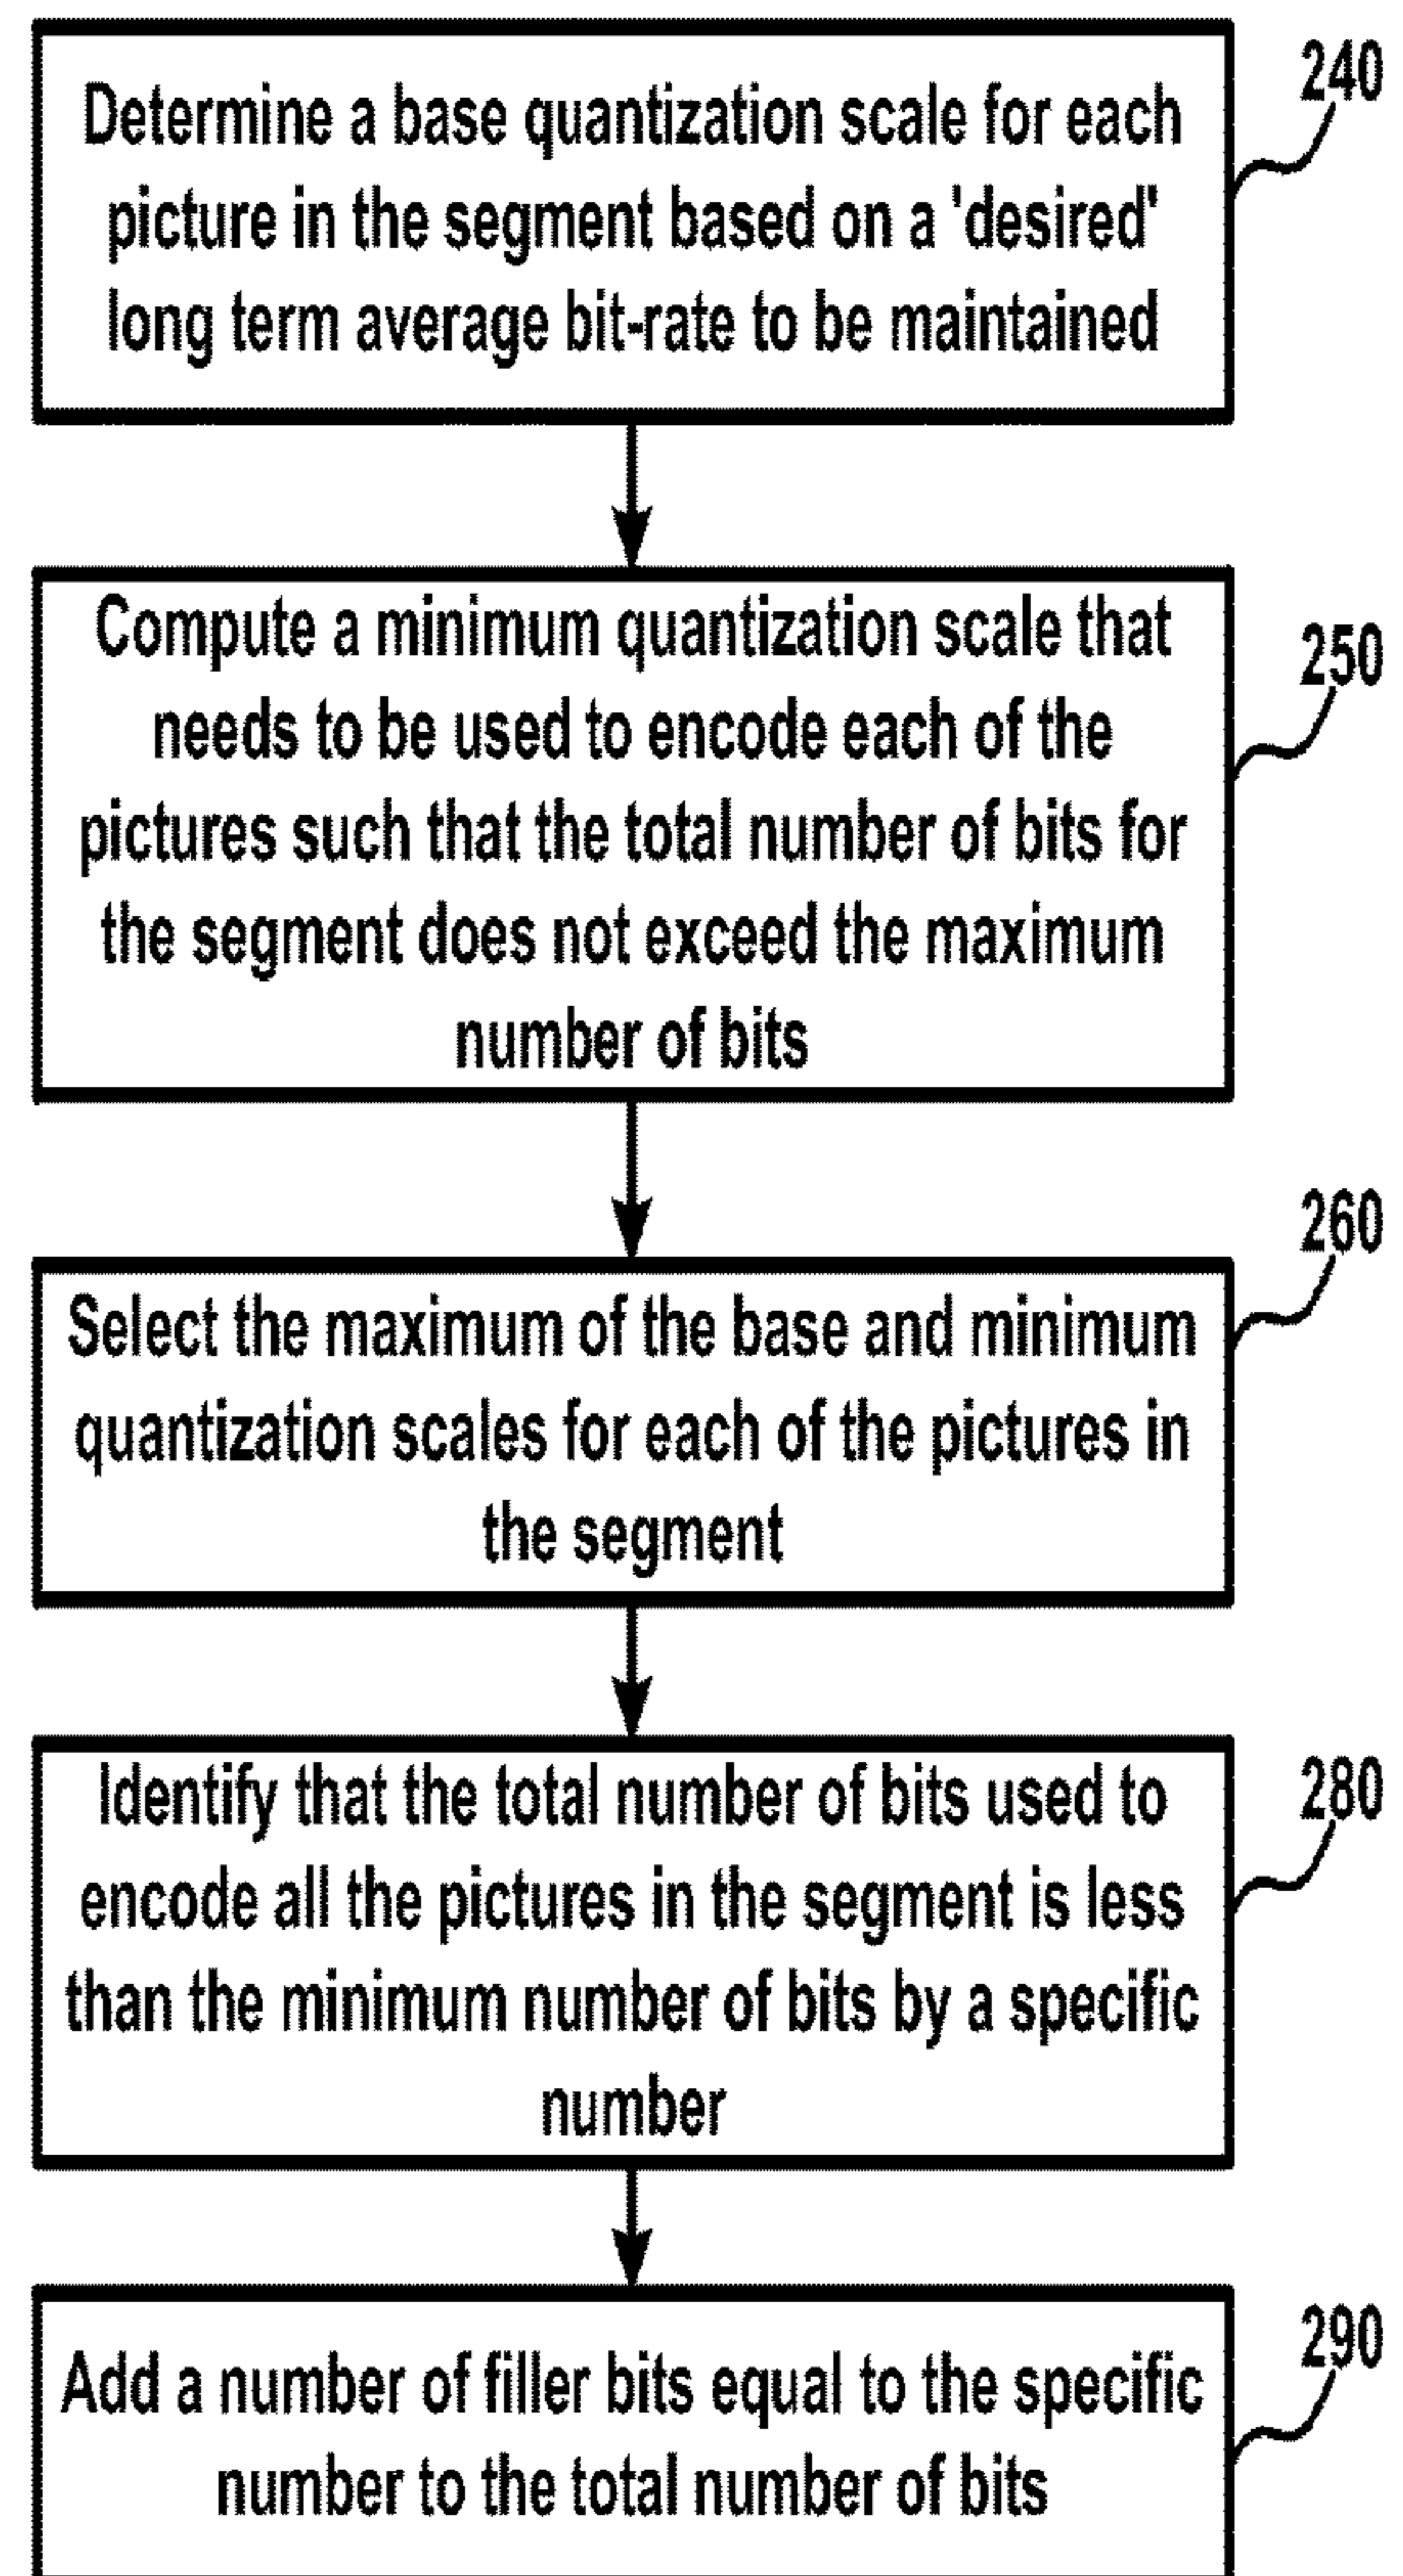 Determine a base quantization scale for each
picture in the segment based on a 'desired'
long term average bit-rate to be maintained
240
Compute a minimum quantization scale that
needs to be used to encode each of the
pictures such that the total number of bits for
the segment does not exceed the maximum
number of bits
250
Select the maximum of the base and minimum
quantization scales for each of the pictures in
the segment
260
Identify that the total number of bits used to
encode all the pictures in the segment is less
than the minimum number of bits by a specific
number
280
Add a number of filler bits equal to the specific
number to the total number of bits
290